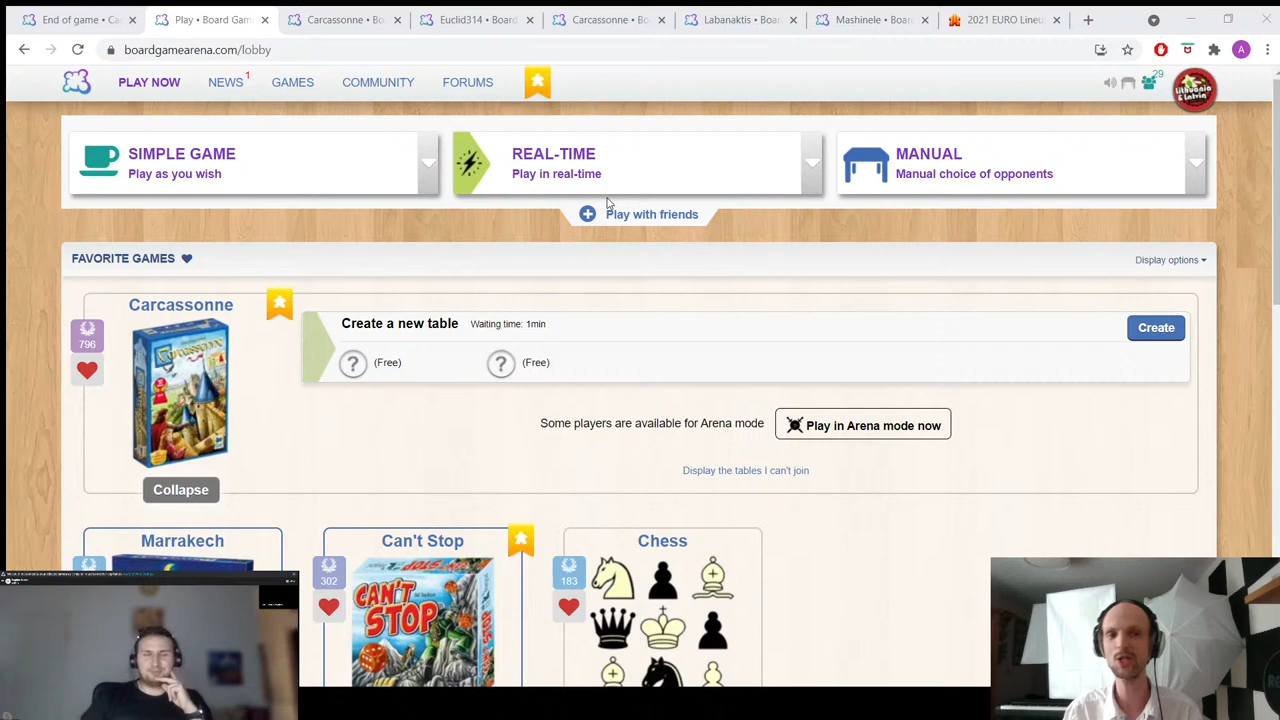 End of game • Ca
Play • Board Gam
Carcassonne • Bo
Euclid314 • Board
Carcassonne • Bo
Labanaktis • Boar
Mashinele • Boar
2021 EURO Lineu
boardgamearena.com/lobby
A
PLAY NOW
NEWS 1
GAMES
COMMUNITY
FORUMS
29
Lithuania & Latvia
SIMPLE GAME
Play as you wish
REAL-TIME
Play in real-time
MANUAL
Manual choice of opponents
Play with friends
FAVORITE GAMES
Display options
Carcassonne
796
CARCASSONNE
Collapse
Create a new table
Waiting time: 1min
Create
? (Free)
? (Free)
Some players are available for Arena mode
Play in Arena mode now
Display the tables I can't join
Marrakech
Can't Stop
302
CAN'T STOP
Chess
183